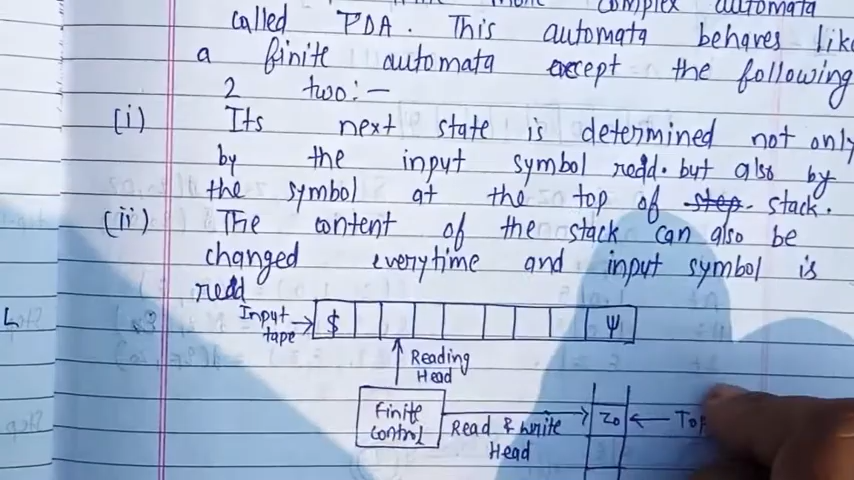 complex automata
called PDA. This automata behaves like
a finite automata except the following
2 two:-
(i) Its next state is determined not only
by the input symbol redd. but also by
the symbol at the top of step stack.
(ii) The content of the stack can also be
changed everytime and input symbol is
redd
Input tape
$ ψ
Reading Head
Finite control
Read & write Head
Z0
Top